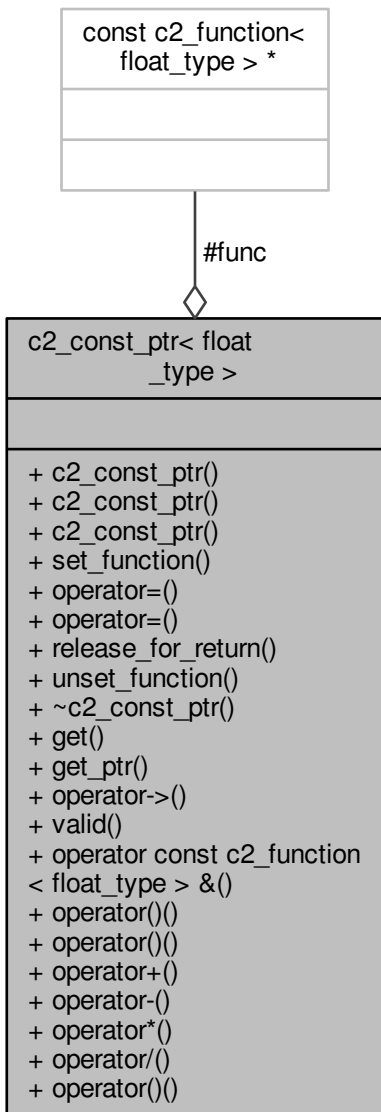 const c2_function<
float_type > *
#func
c2_const_ptr< float
_type >
+ c2_const_ptr()
+ c2_const_ptr()
+ c2_const_ptr()
+ set_function()
+ operator=()
+ operator=()
+ release_for_return()
+ unset_function()
+ ~c2_const_ptr()
+ get()
+ get_ptr()
+ operator->()
+ valid()
+ operator const c2_function
< float_type > &()
+ operator()()
+ operator()()
+ operator+()
+ operator-()
+ operator*()
+ operator/()
+ operator()()